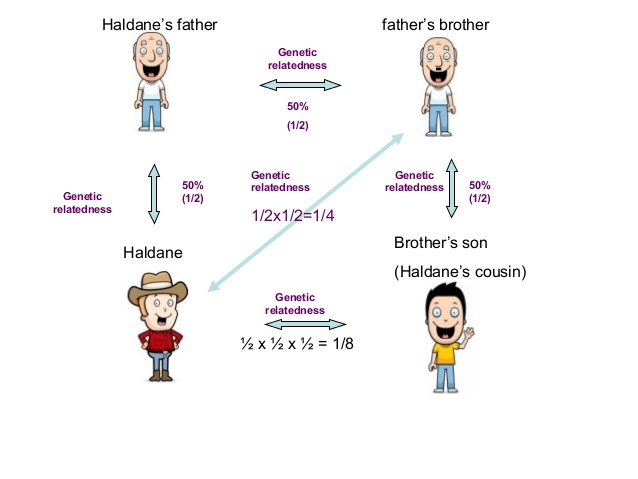 Haldane's father
father's brother
Genetic
relatedness
50%
(1/2)
Genetic
relatedness
50%
(1/2)
Genetic
relatedness
1/2x1/2=1/4
Genetic
relatedness
50%
(1/2)
Haldane
Brother's son
(Haldane's cousin)
Genetic
relatedness
½ x ½ x ½ = 1/8